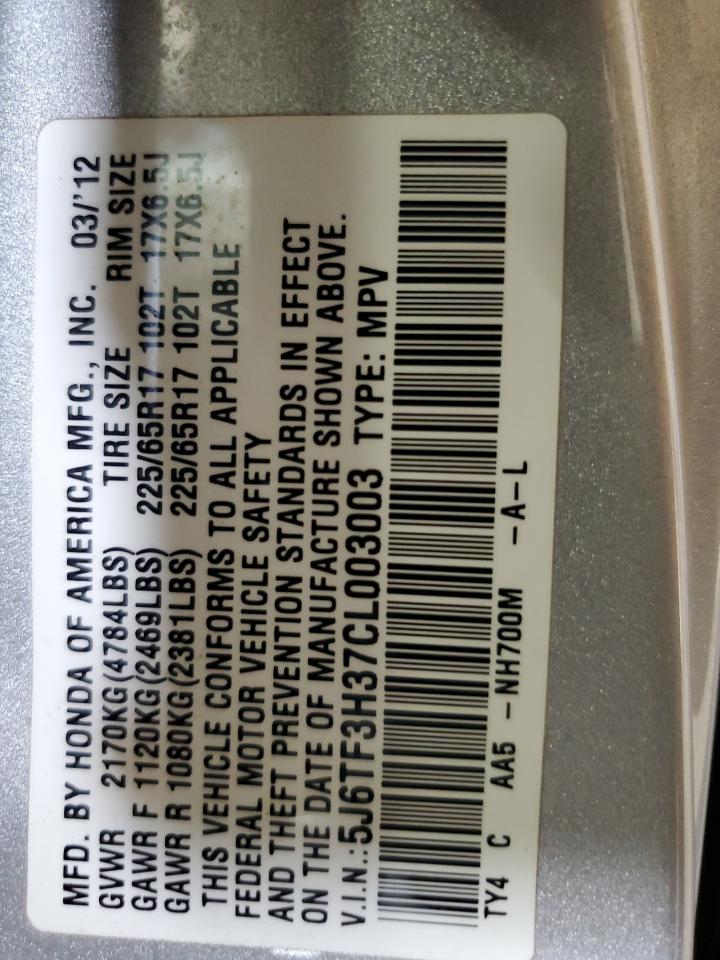 MFD. BY HONDA OF AMERICA MFG., INC. 03/'12
GVWR 2170KG(4784LBS) TIRE SIZE RIM SIZE
GAWR F 1120KG(2469LBS) 225/65R17 102T 17X6.5J
GAWR R 1080KG(2381LBS) 225/65R17 102T 17X6.5J
THIS VEHICLE CONFORMS TO ALL APPLICABLE
FEDERAL MOTOR VEHICLE SAFETY
AND THEFT PREVENTION STANDARDS IN EFFECT
ON THE DATE OF MANUFACTURE SHOWN ABOVE.
V.I.N.:5J6TF3H37CL003003 TYPE: MPV
TY4 C AA5 -NH700M -A-L